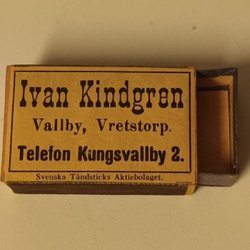 Ivan Kindgren
Vallby, Vretstorp.
Telefon Kungsvallby 2.
Svenska Tändsticks Aktiebolaget.